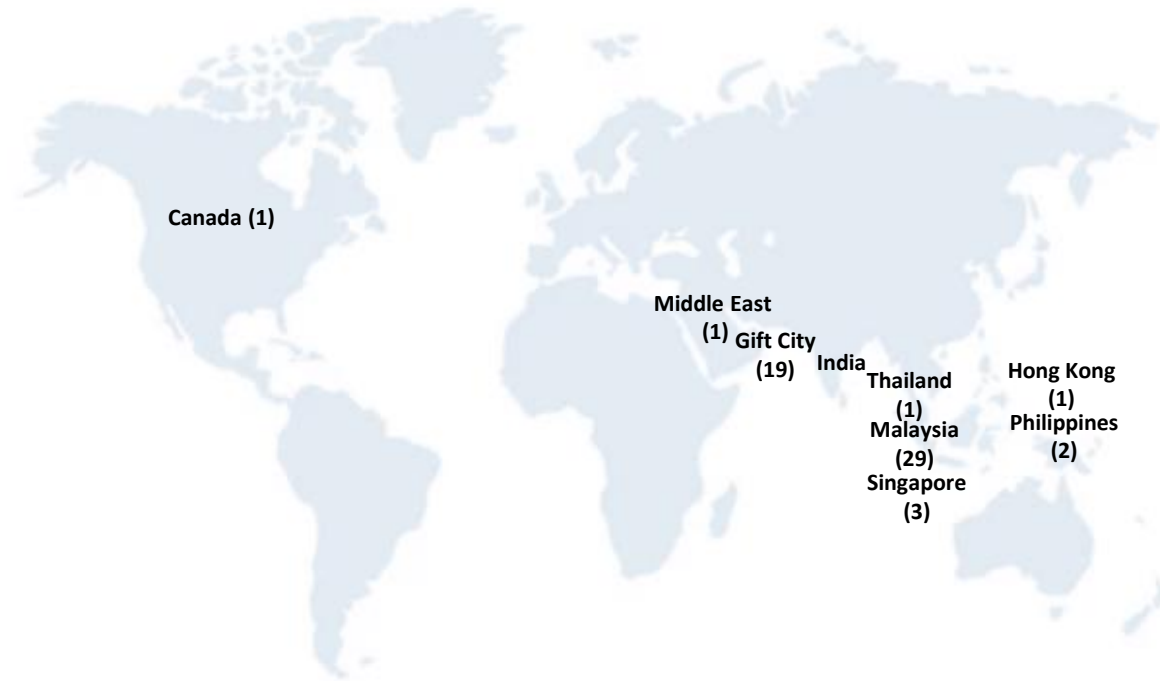 Canada (1)
Middle East
(1)
Gift City
(19)
India
Thailand
(1)
Malaysia
(29)
Singapore
(3)
Hong Kong
(1)
Philippines
(2)